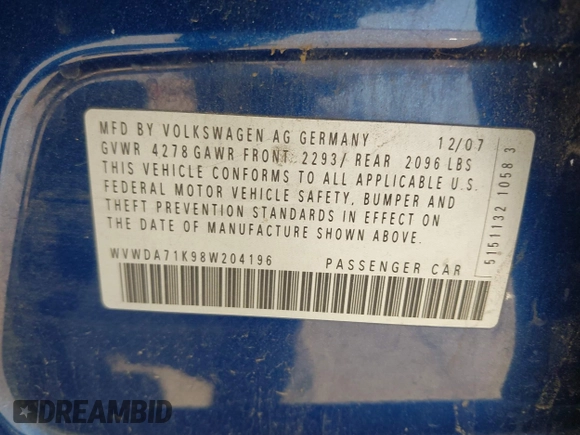 MFD BY VOLKSWAGEN AG GERMANY 12/07
GVWR 4278 GAWR FRONT 2293/ REAR 2096 LBS
THIS VEHICLE CONFORMS TO ALL APPLICABLE U.S.
FEDERAL MOTOR VEHICLE SAFETY, BUMPER AND
THEFT PREVENTION STANDARDS IN EFFECT ON
THE DATE OF MANUFACTURE SHOWN ABOVE.
WVWDA71K98W204196 PASSENGER CAR
5151132 1058 3
DREAMBID